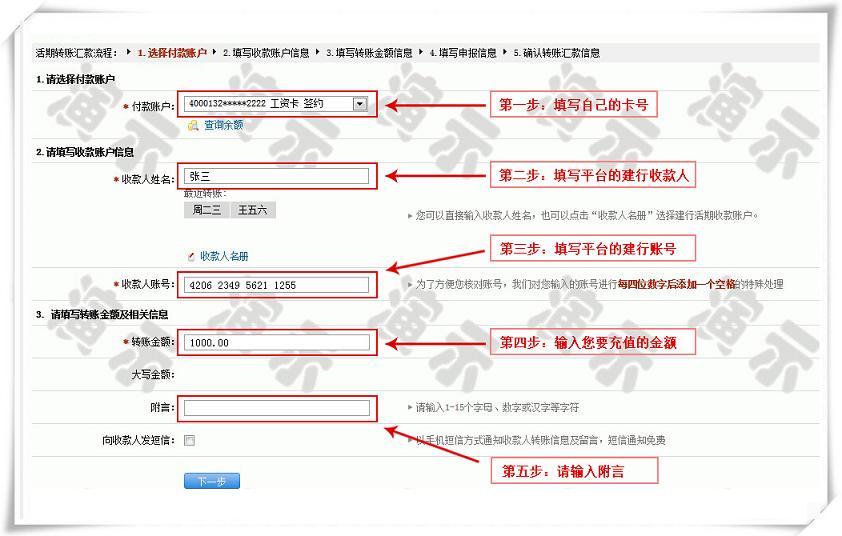 活期转账汇款流程： 1.选择付款账户 2.填写收款账户信息 3.填写转账金额信息 4.填写申报信息 5.确认转账汇款信息
1.请选择付款账户
* 付款账户： 4000132*****2222 工资卡 签约 第一步：填写自己的卡号
查询余额
2.请填写收款账户信息
* 收款人姓名： 张三 第二步：填写平台的建行收款人
最近转账：
周二三 王五六 您可以直接输入收款人姓名，也可以点击“收款人名册”选择建行活期收款账户。
收款人名册 第三步：填写平台的建行账号
* 收款人账号： 4206 2349 5621 1255 为了方便您核对账号，我们对您输入的账号进行每四位数字后添加一个空格的特殊处理
3. 请填写转账金额及相关信息
* 转账金额： 1000.00 第四步：输入您要充值的金额
大写金额：
附言： 请输入1-15个字母、数字或汉字等字符
向收款人发短信： 以手机短信方式通知收款人转账信息及留言，短信通知免费
第五步：请输入附言
下一步
演示 演示 演示 演示
演示 演示 演示 演示